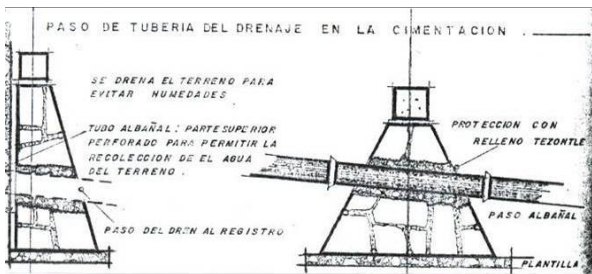 PASO DE TUBERIA DEL DRENAJE EN LA CIMENTACION.
SE DRENA EL TERRENO PARA
EVITAR HUMEDADES
TUBO ALBAÑAL: PARTE SUPERIOR
PERFORADO PARA PERMITIR LA
RECOLECCION DE EL AGUA
DEL TERRENO.
PASO DEL DREN AL REGISTRO
PROTECCION CON
RELLENO TEZONTLE
PASO ALBAÑAL
PLANTILLA